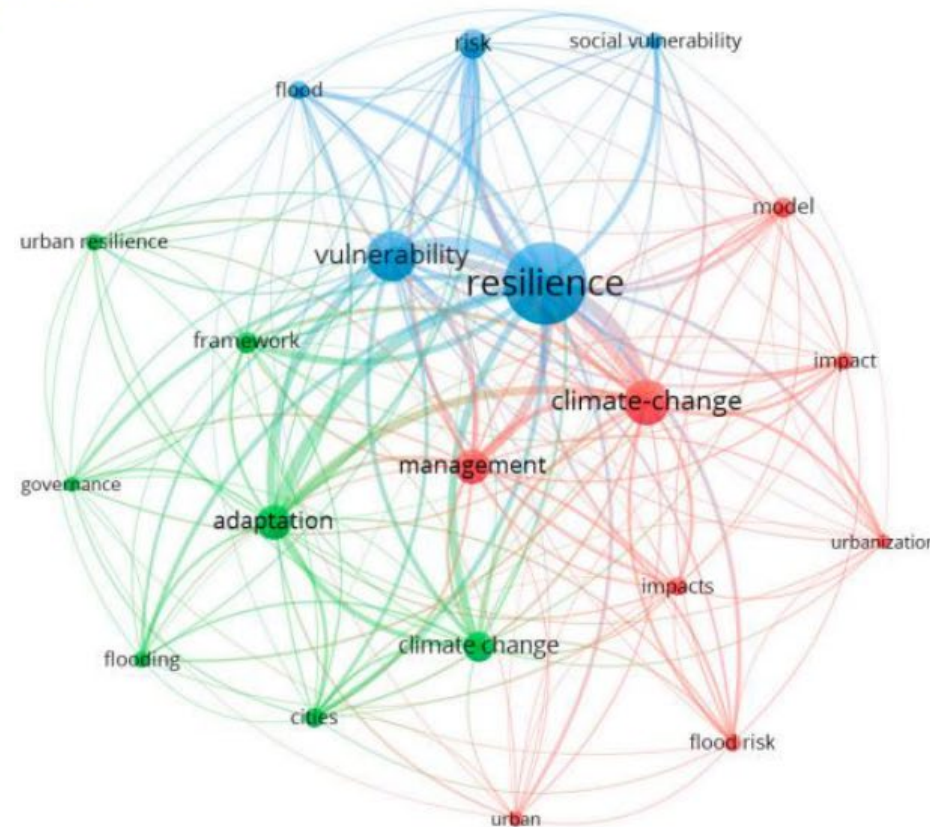 risk
social vulnerability
flood
model
urban resilience
vulnerability
resilience
framework
impact
climate-change
management
governance
adaptation
urbanization
impacts
climate change
flooding
cities
flood risk
urban